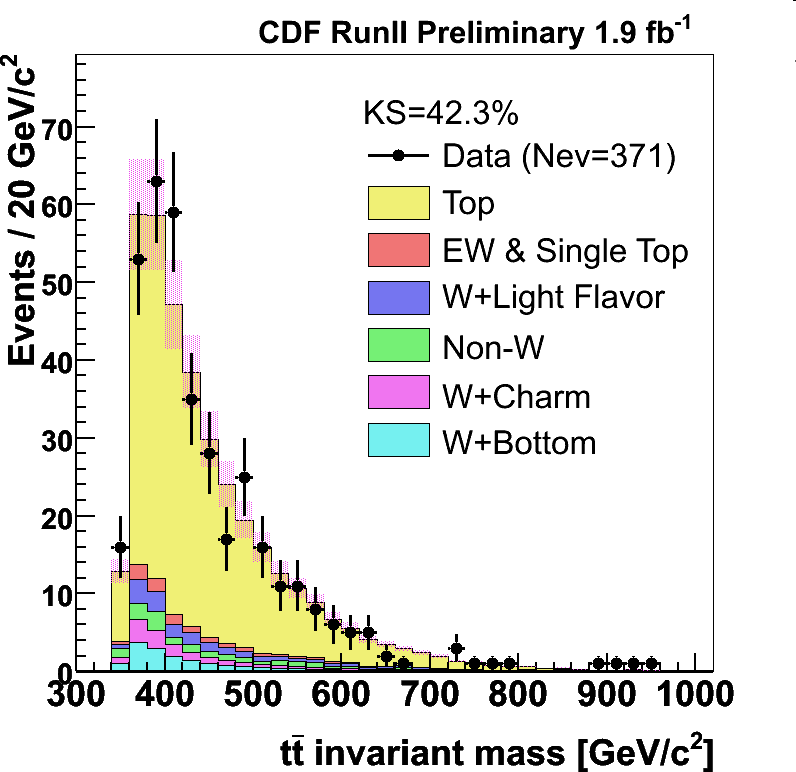 CDF RunII Preliminary 1.9 fb⁻¹
Events / 20 GeV/c²
KS=42.3%
Data (Nev=371)
Top
EW & Single Top
W+Light Flavor
Non-W
W+Charm
W+Bottom
70
60
50
40
30
20
10
0
300 400 500 600 700 800 900 1000
tt̄ invariant mass [GeV/c²]